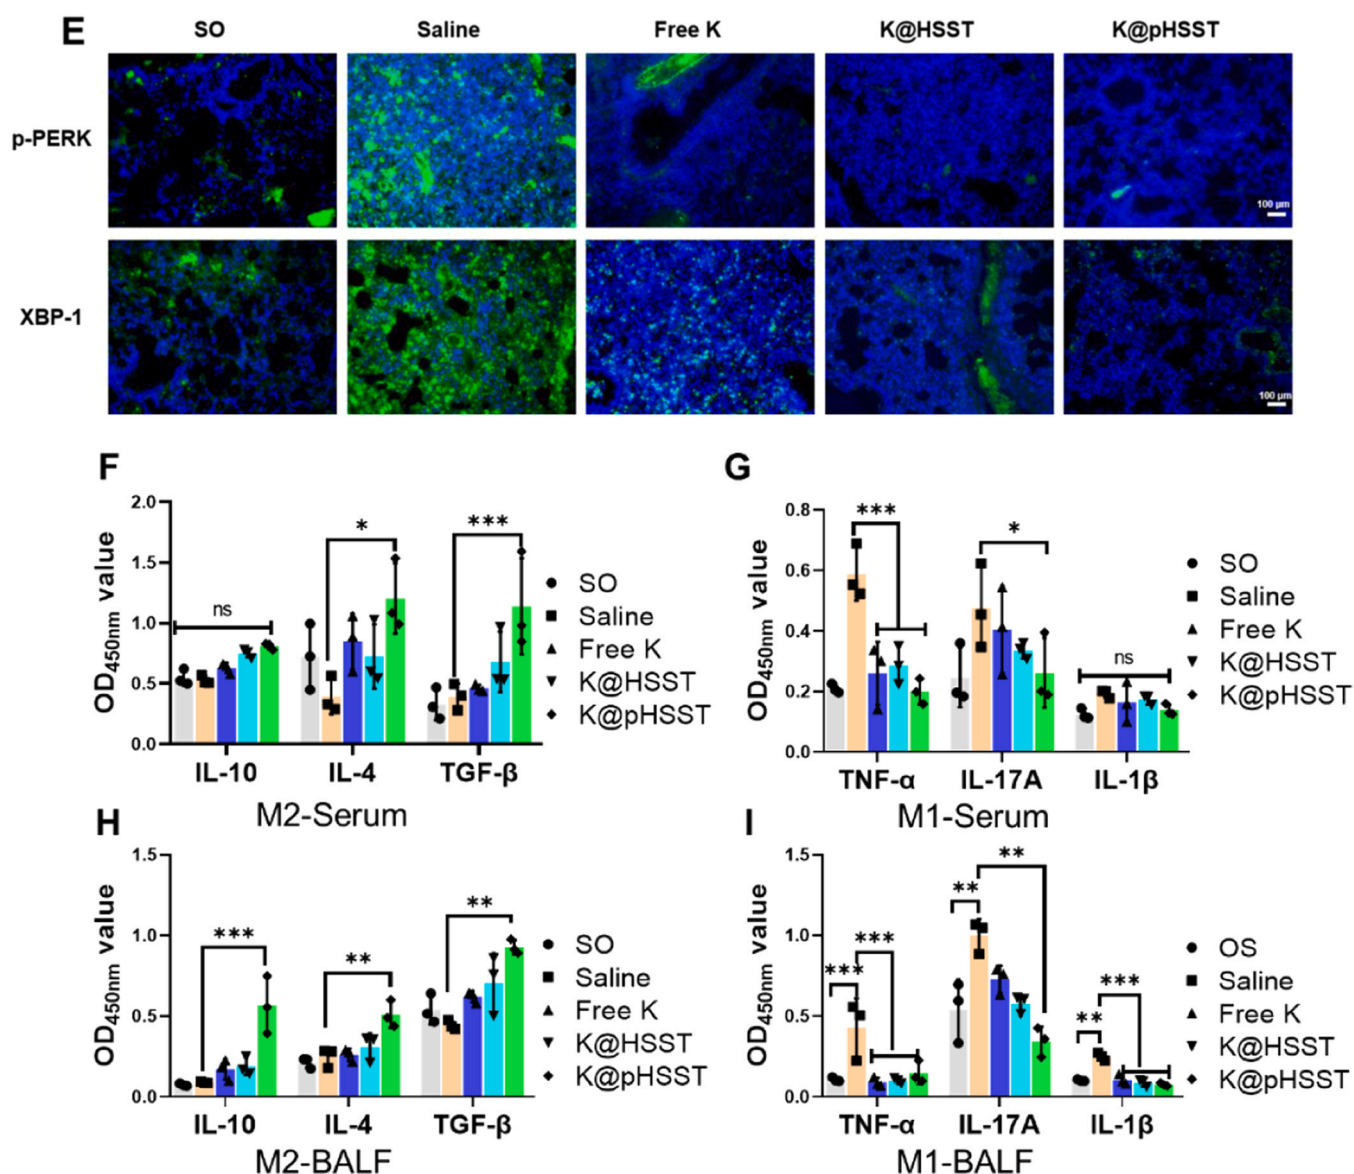 E
SO Saline Free K K@HSST K@pHSST
p-PERK
100 μm
XBP-1
100 μm
F
OD450nm value
2.0
1.5
1.0
0.5
0.0
ns
*
***
IL-10 IL-4 TGF-β
M2-Serum
SO
Saline
Free K
K@HSST
K@pHSST
G
OD450nm value
0.8
0.6
0.4
0.2
0.0
***
*
ns
TNF-α IL-17A IL-1β
M1-Serum
SO
Saline
Free K
K@HSST
K@pHSST
H
OD450nm value
1.5
1.0
0.5
0.0
***
**
**
IL-10 IL-4 TGF-β
M2-BALF
SO
Saline
Free K
K@HSST
K@pHSST
I
OD450nm value
1.5
1.0
0.5
0.0
***
***
**
**
**
***
TNF-α IL-17A IL-1β
M1-BALF
OS
Saline
Free K
K@HSST
K@pHSST